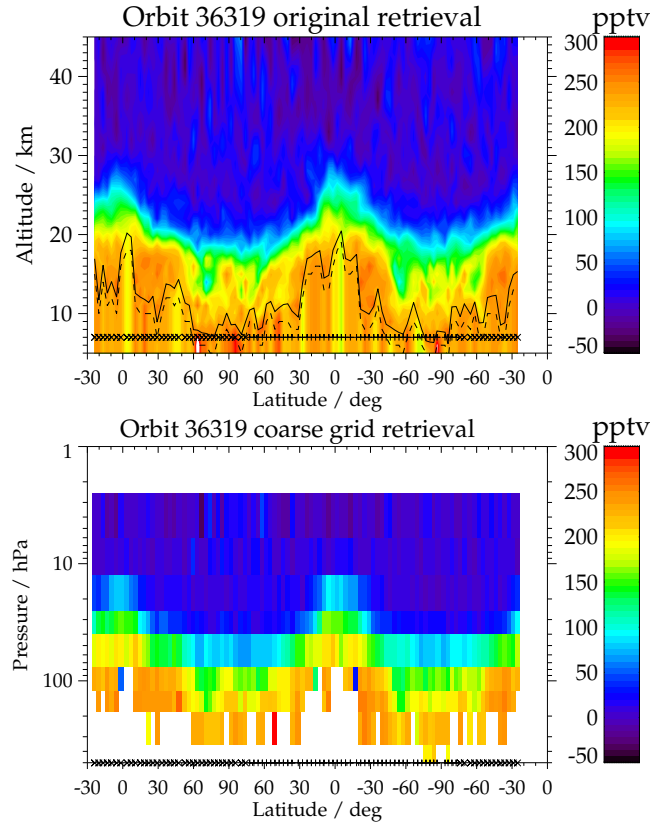 Orbit 36319 original retrieval
pptv
Altitude / km
40
30
20
10
-30 0 30 60 90 60 30 0 -30 -60 -90 -60 -30 0
Latitude / deg
300
250
200
150
100
50
0
-50
Orbit 36319 coarse grid retrieval
pptv
Pressure / hPa
1
10
100
-30 0 30 60 90 60 30 0 -30 -60 -90 -60 -30 0
Latitude / deg
300
250
200
150
100
50
0
-50